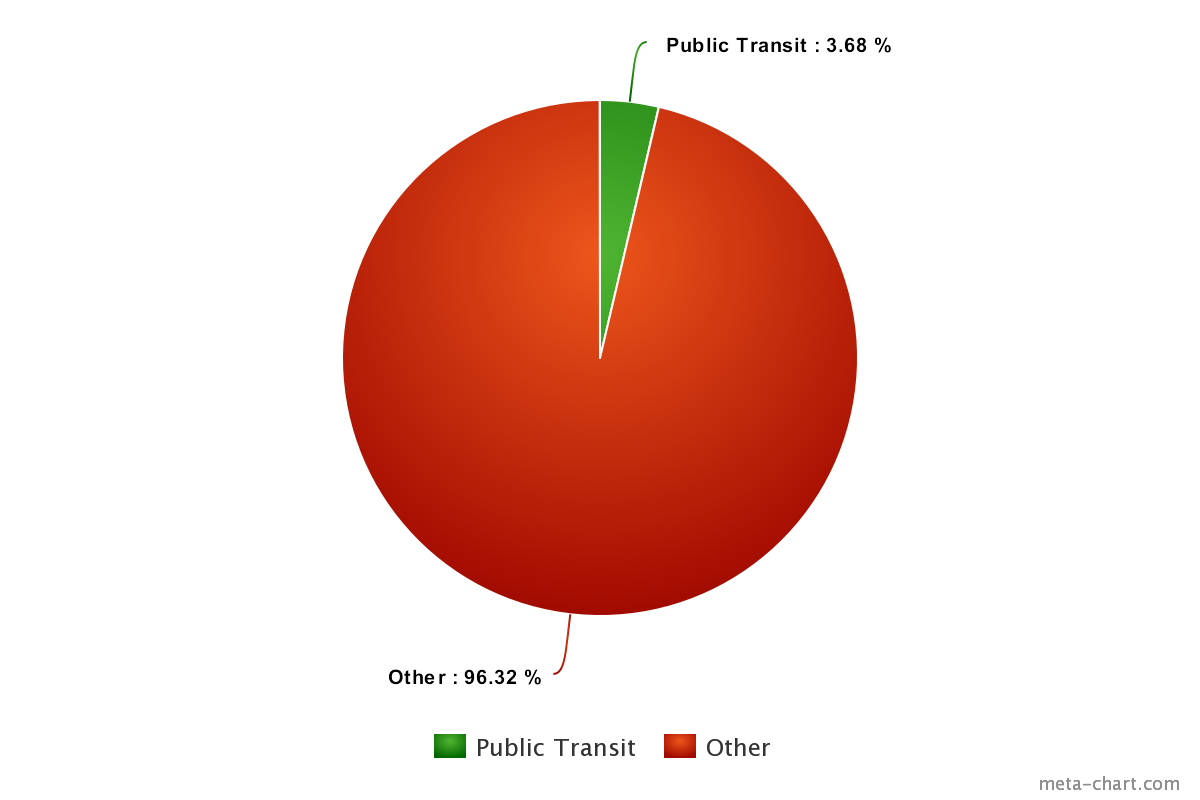 Public Transit : 3.68 %
Other : 96.32 %
Public Transit Other
meta-chart.com